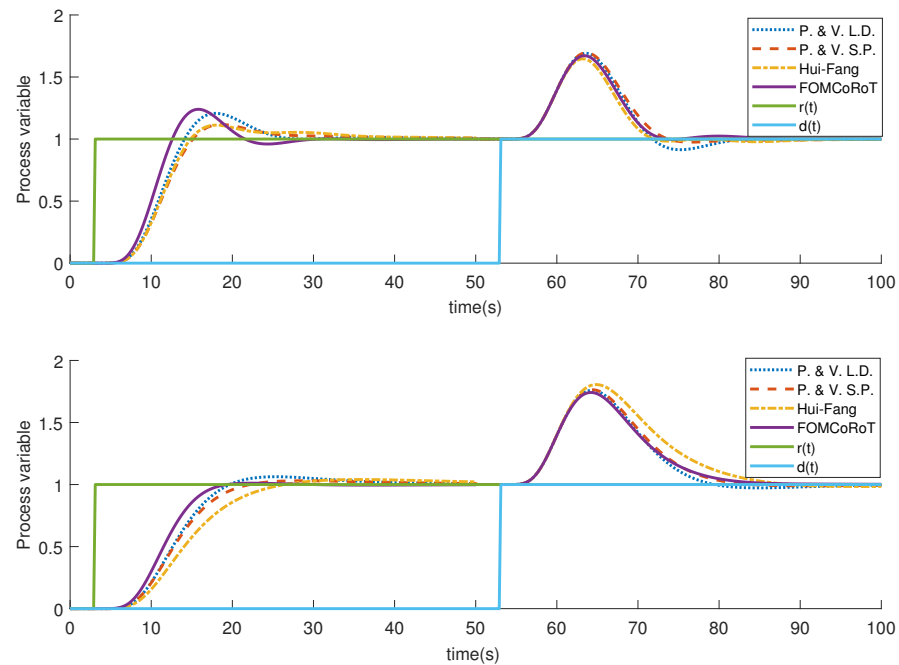 2
1.5
1
0.5
0
Process variable
P. & V. L.D.
P. & V. S.P.
Hui-Fang
FOMCoRoT
r(t)
d(t)
0 10 20 30 40 50 60 70 80 90 100
time(s)
2
1.5
1
0.5
0
Process variable
P. & V. L.D.
P. & V. S.P.
Hui-Fang
FOMCoRoT
r(t)
d(t)
0 10 20 30 40 50 60 70 80 90 100
time(s)